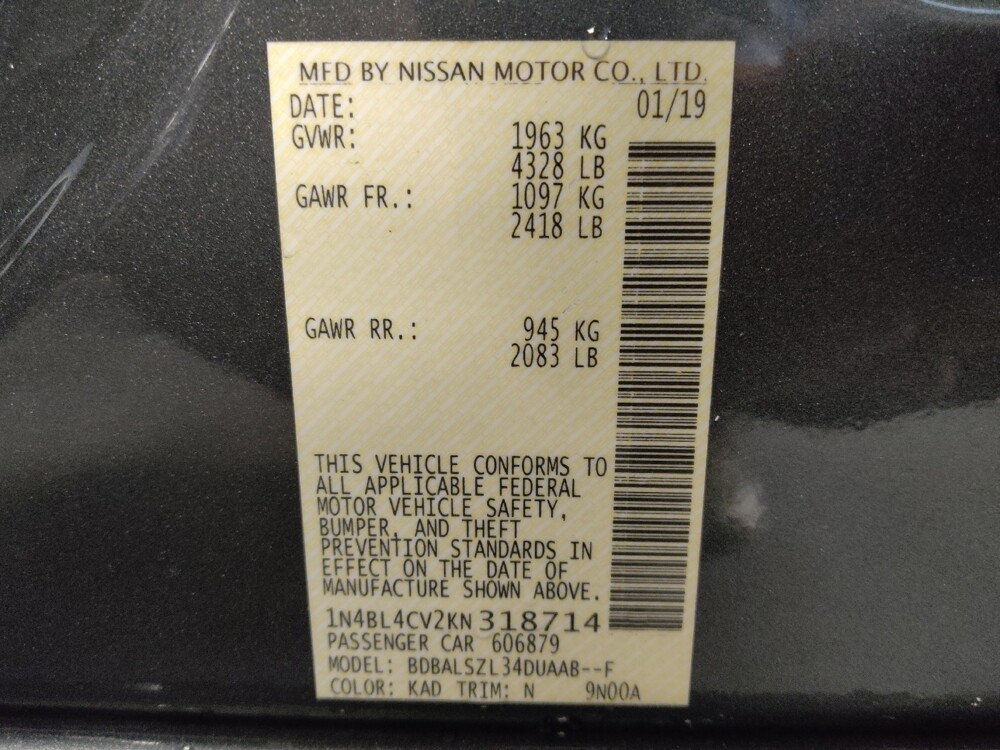 MFD BY NISSAN MOTOR CO., LTD.
DATE: 01/19
GVWR: 1963 KG
4328 LB
GAWR FR.: 1097 KG
2418 LB
GAWR RR.: 945 KG
2083 LB
THIS VEHICLE CONFORMS TO
ALL APPLICABLE FEDERAL
MOTOR VEHICLE SAFETY,
BUMPER, AND THEFT
PREVENTION STANDARDS IN
EFFECT ON THE DATE OF
MANUFACTURE SHOWN ABOVE.
1N4BL4CV2KN318714
PASSENGER CAR 606879
MODEL: BDBALSZL34DUAAB--F
COLOR: KAD TRIM: N 9N00A